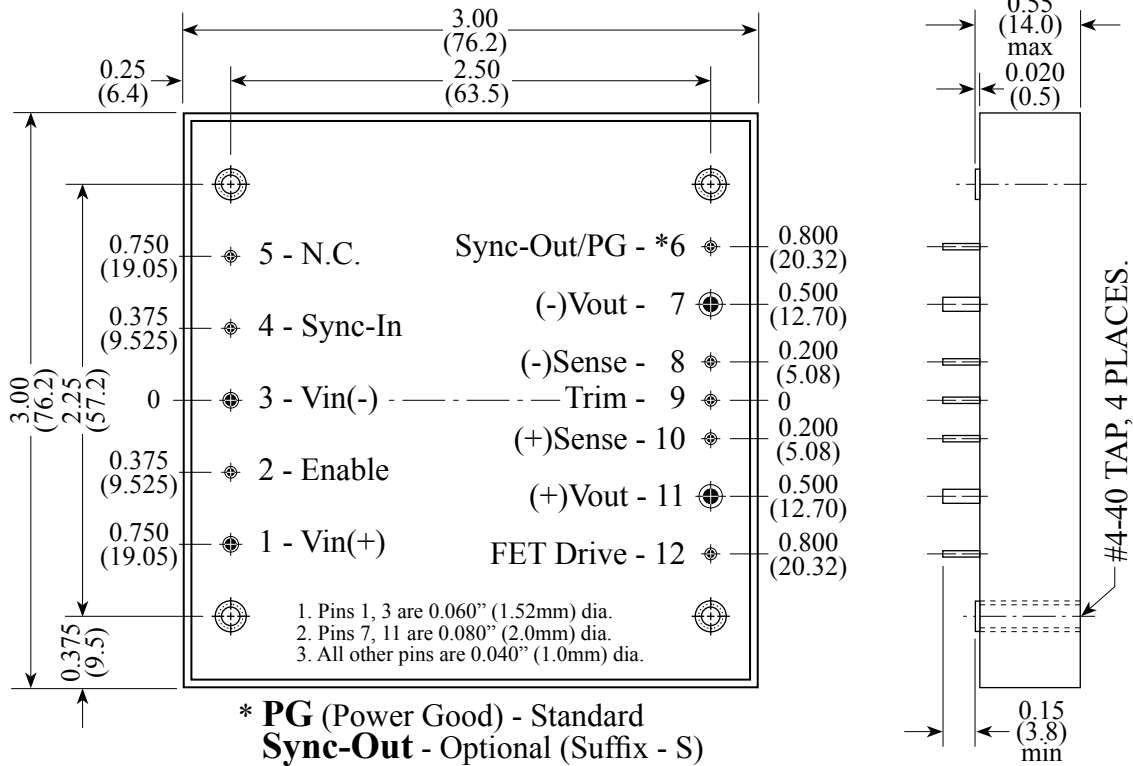 3.00
(76.2)
0.55
(14.0)
max
0.25
(6.4)
2.50
(63.5)
0.020
(0.5)
0.750
(19.05)
5 - N.C.
Sync-Out/PG - *6
0.800
(20.32)
(-)Vout - 7
0.500
(12.70)
0.375
(9.525)
4 - Sync-In
(-)Sense - 8
0.200
(5.08)
3.00
(76.2)
2.25
(57.2)
0
3 - Vin(-)
Trim - 9
0
(+)Sense - 10
0.200
(5.08)
0.375
(9.525)
2 - Enable
(+)Vout - 11
0.500
(12.70)
0.750
(19.05)
1 - Vin(+)
FET Drive - 12
0.800
(20.32)
#4-40 TAP, 4 PLACES.
0.375
(9.5)
1. Pins 1, 3 are 0.060” (1.52mm) dia.
2. Pins 7, 11 are 0.080” (2.0mm) dia.
3. All other pins are 0.040” (1.0mm) dia.
* PG (Power Good) - Standard
Sync-Out - Optional (Suffix - S)
0.15
(3.8)
min